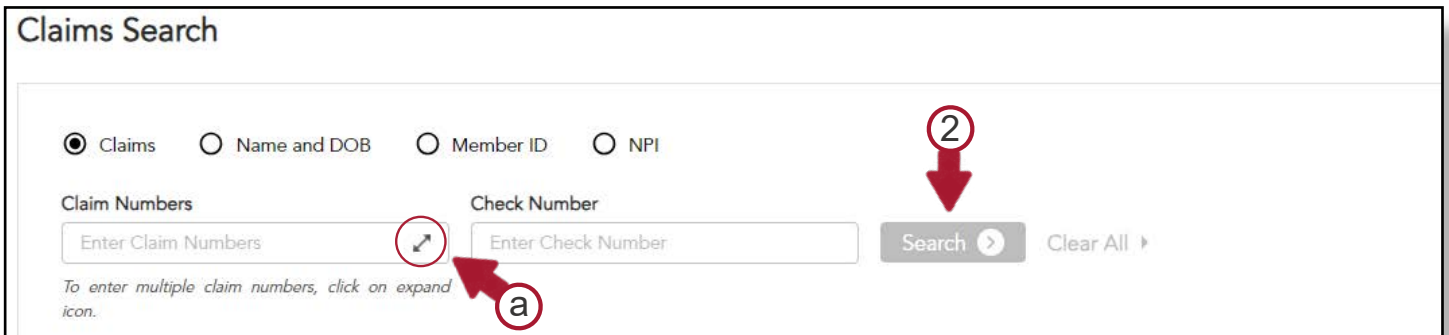 Claims Search
Claims Name and DOB Member ID NPI
2
Claim Numbers Check Number
Enter Claim Numbers Enter Check Number Search Clear All
To enter multiple claim numbers, click on expand
icon.
a